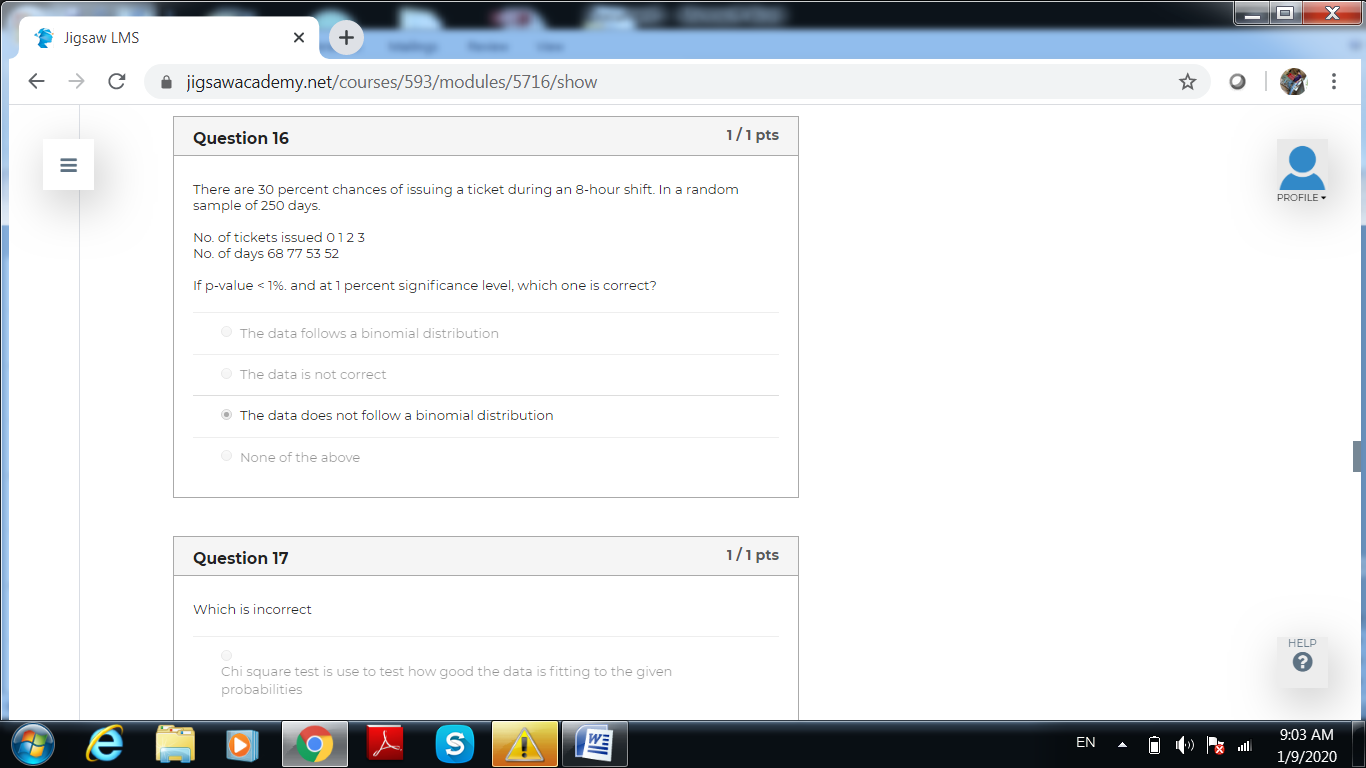 Jigsaw LMS
jigsawacademy.net/courses/593/modules/5716/show
Question 16
1 / 1 pts
There are 30 percent chances of issuing a ticket during an 8-hour shift. In a random
sample of 250 days.
No. of tickets issued 0 1 2 3
No. of days 68 77 53 52
If p-value < 1%. and at 1 percent significance level, which one is correct?
The data follows a binomial distribution
The data is not correct
The data does not follow a binomial distribution
None of the above
PROFILE
Question 17
1 / 1 pts
Which is incorrect
Chi square test is use to test how good the data is fitting to the given
probabilities
HELP
EN
9:03 AM
1/9/2020